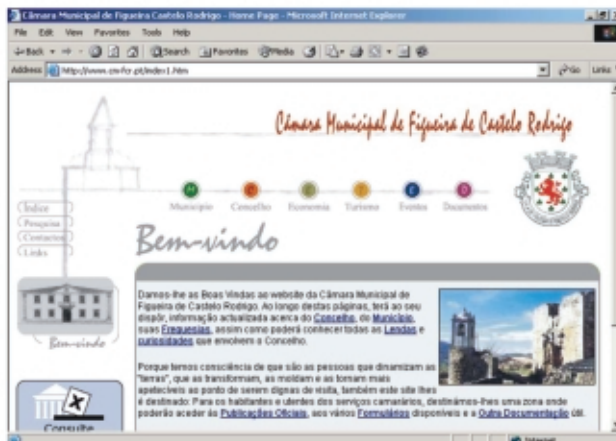 Câmara Municipal de Figueira Castelo Rodrigo - Home Page - Microsoft Internet Explorer
File Edit View Favorites Tools Help
Back Search Favorites Media
Address http://www.cm-fcr.pt/index1.htm Go Links
Câmara Municipal de Figueira de Castelo Rodrigo
M C E T E D
Município Concelho Economia Turismo Eventos Documentos
Índice
Pesquisa
Contactos
Links
Bem-vindo
Bem-vindo
Damos-lhe as Boas Vindas ao website da Câmara Municipal de
Figueira de Castelo Rodrigo. Ao longo destas páginas, terá ao seu
dispôr, informação actualizada acerca do Concelho, do Município,
suas Freguesias, assim como poderá conhecer todas as Lendas e
curiosidades que envolvem o Concelho.
Porque temos consciência de que são as pessoas que dinamizam as
"terras", que as transformam, as moldam e as tornam mais
apetecíveis ao ponto de serem dignas de visita, também este site lhes
é destinado: Para os habitantes e utentes dos serviços camarários, destinámos-lhes uma zona onde
poderão aceder às Publicações Oficiais, aos vários Formulários disponíveis e a Outra Documentação útil.
Consulte
Internet